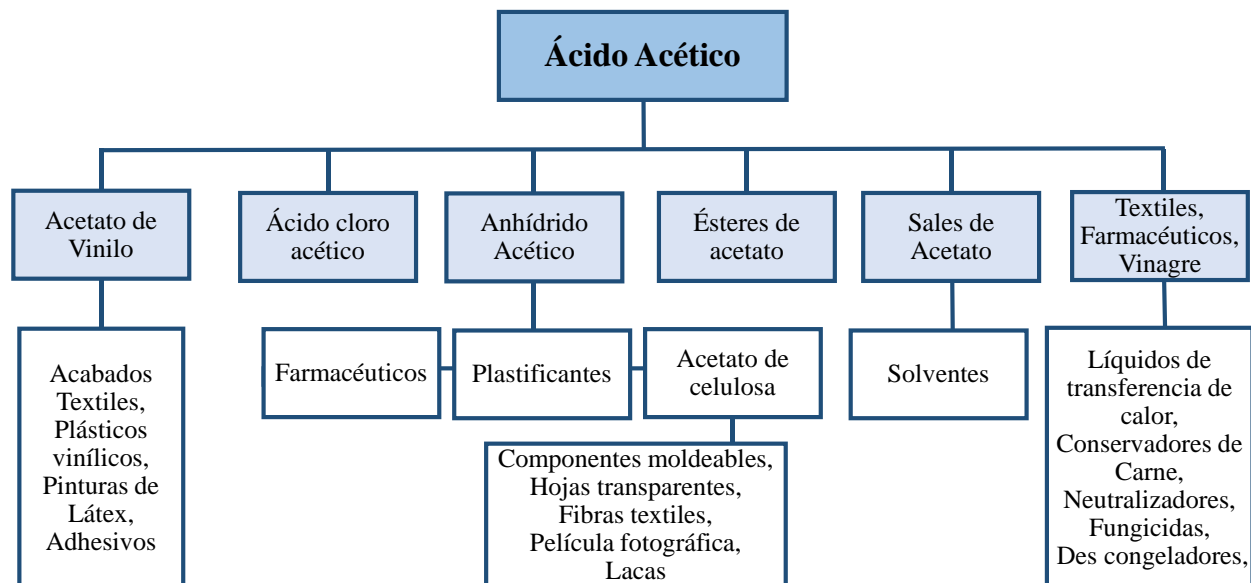 Ácido Acético
Acetato de
Vinilo
Ácido cloro
acético
Anhídrido
Acético
Ésteres de
acetato
Sales de
Acetato
Textiles,
Farmacéuticos,
Vinagre
Acabados
Textiles,
Plásticos
vinílicos,
Pinturas de
Látex,
Adhesivos
Farmacéuticos
Plastificantes
Acetato de
celulosa
Solventes
Líquidos de
transferencia de
calor,
Conservadores de
Carne,
Neutralizadores,
Fungicidas,
Des congeladores,
Componentes moldeables,
Hojas transparentes,
Fibras textiles,
Película fotográfica,
Lacas